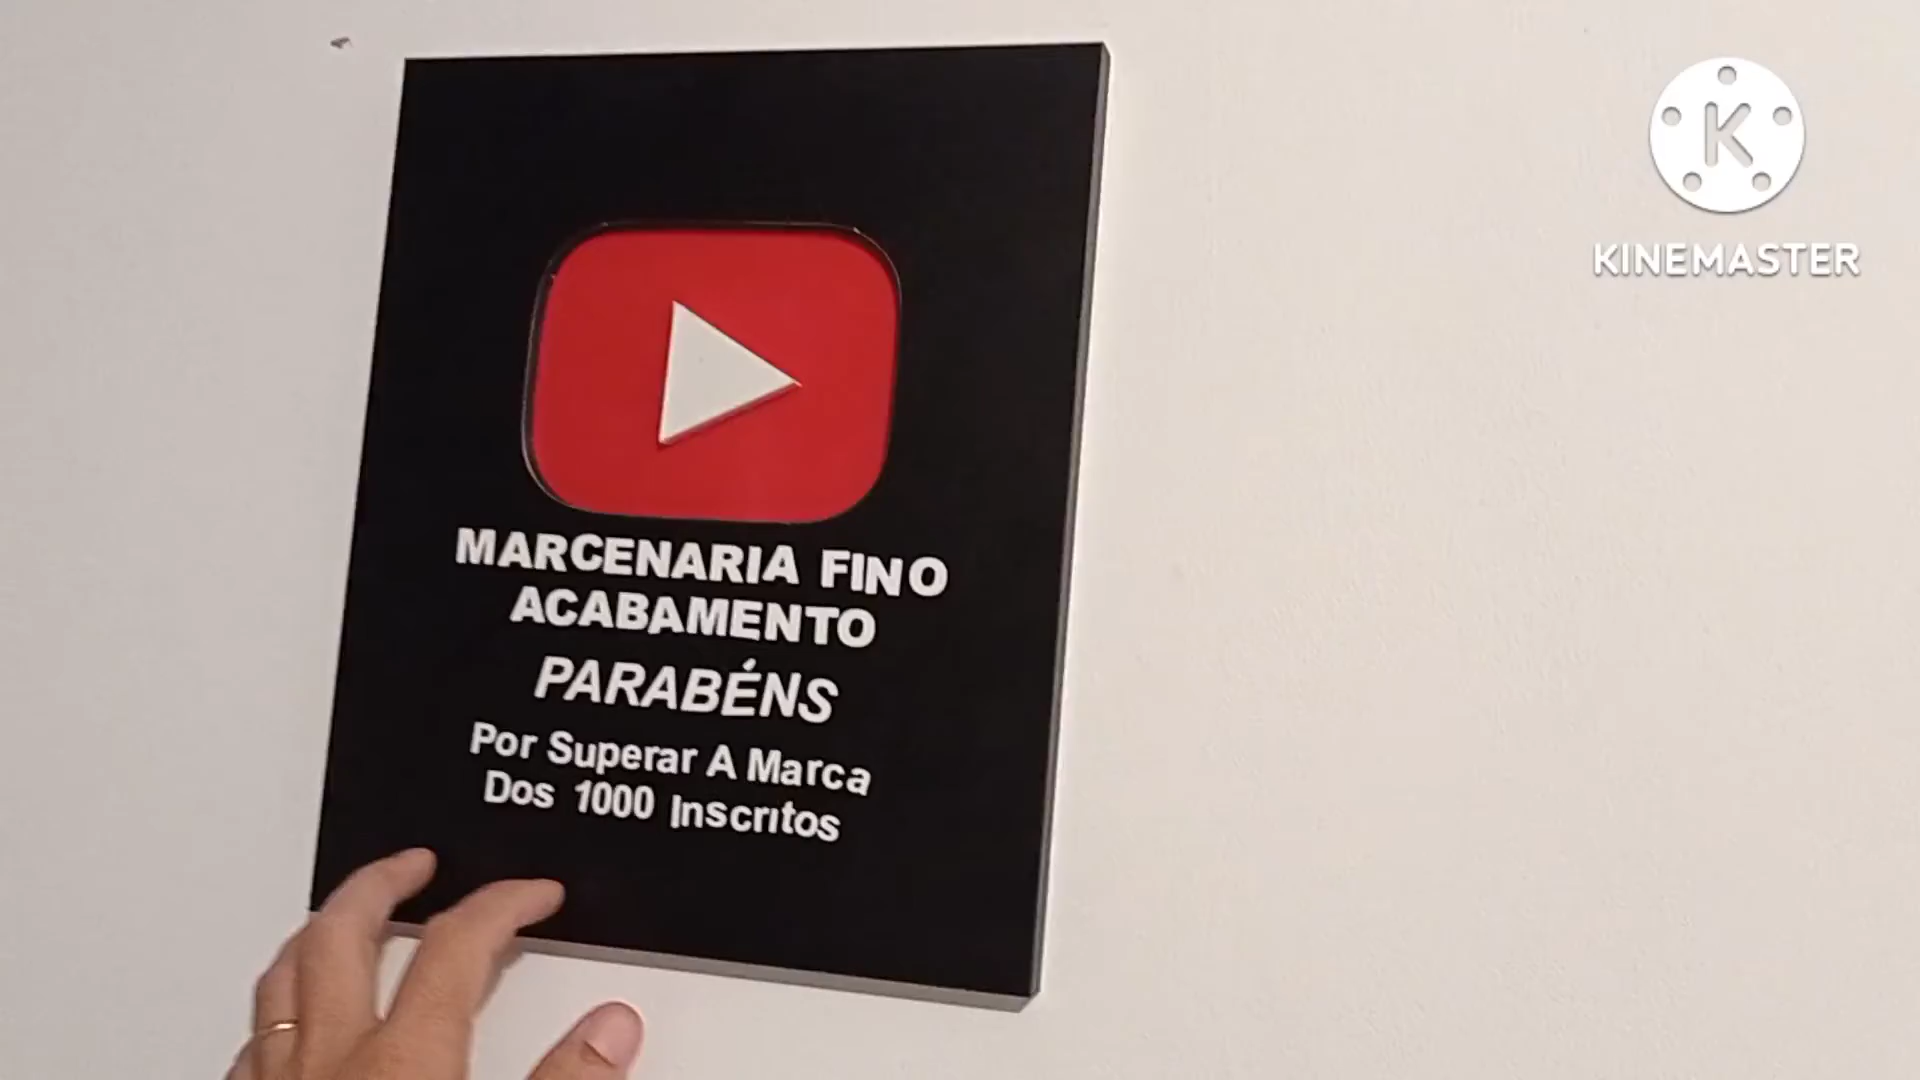 MARCENARIA FINO
ACABAMENTO
PARABÉNS
Por Superar A Marca
Dos 1000 Inscritos
K
KINEMASTER